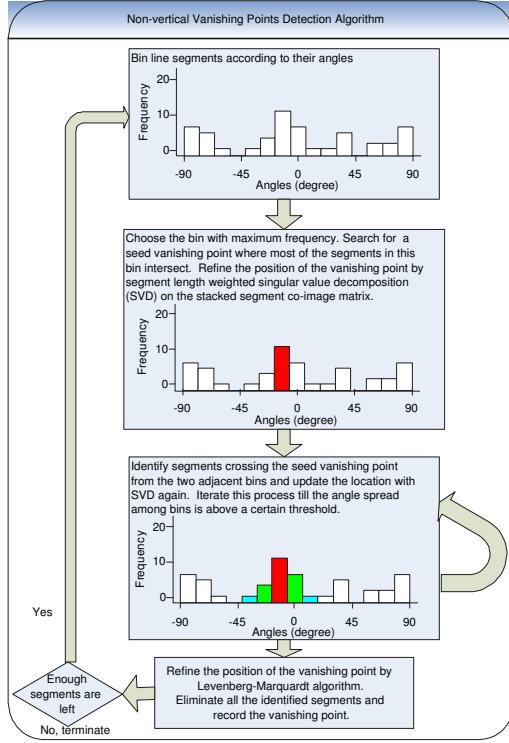 Non-vertical Vanishing Points Detection Algorithm
Bin line segments according to their angles
Frequency
20
10
0
-90 -45 0 45 90
Angles (degree)
Choose the bin with maximum frequency. Search for a
seed vanishing point where most of the segments in this
bin intersect. Refine the position of the vanishing point by
segment length weighted singular value decomposition
(SVD) on the stacked segment co-image matrix.
Frequency
20
10
0
-90 -45 0 45 90
Angles (degree)
Identify segments crossing the seed vanishing point
from the two adjacent bins and update the location with
SVD again. Iterate this process till the angle spread
among bins is above a certain threshold.
Frequency
20
10
0
-90 -45 0 45 90
Angles (degree)
Refine the position of the vanishing point by
Levenberg-Marquardt algorithm.
Eliminate all the identified segments and
record the vanishing point.
Enough
segments are
left
Yes
No, terminate